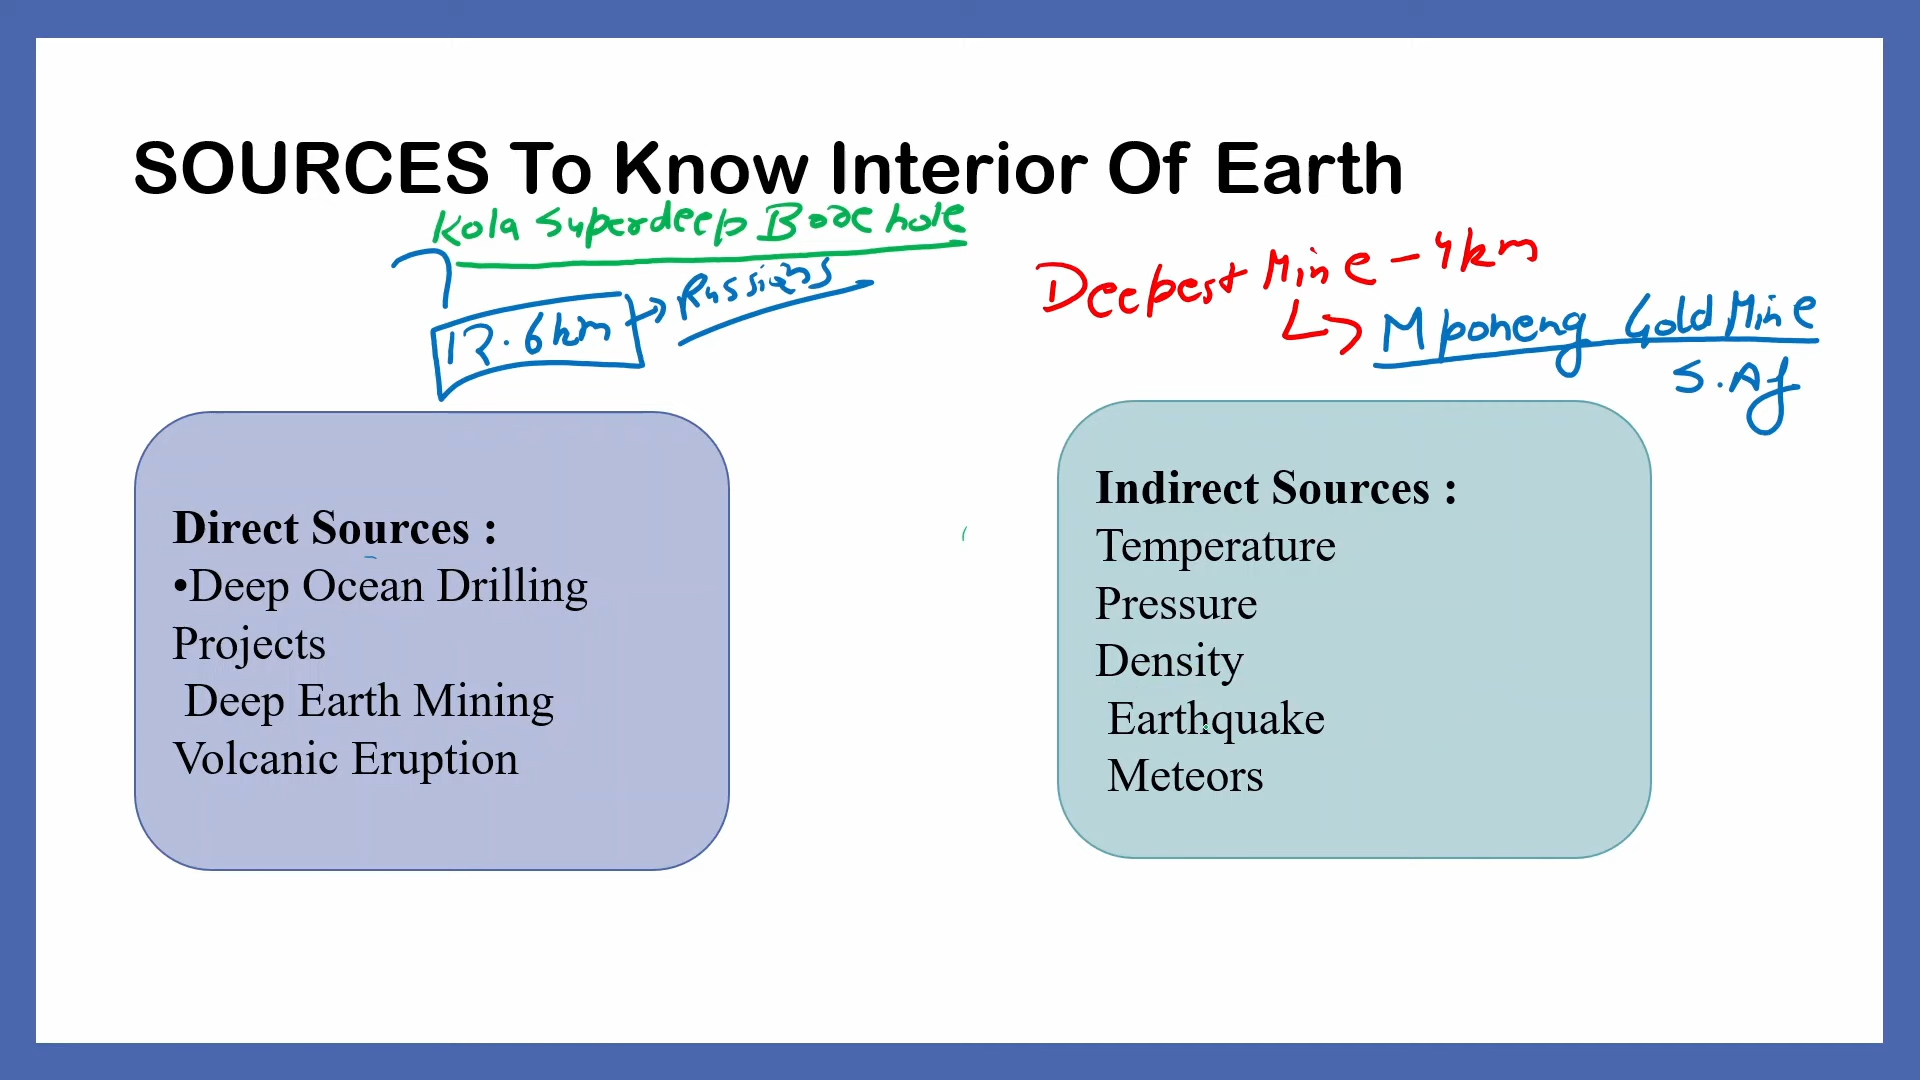 SOURCES To Know Interior Of Earth
Kola Superdeep Bore hole
12.6km → Russians
Deepest Mine - 4km
Mponeng Gold Mine
S.Af
Direct Sources :
•Deep Ocean Drilling
Projects
Deep Earth Mining
Volcanic Eruption
Indirect Sources :
Temperature
Pressure
Density
Earthquake
Meteors